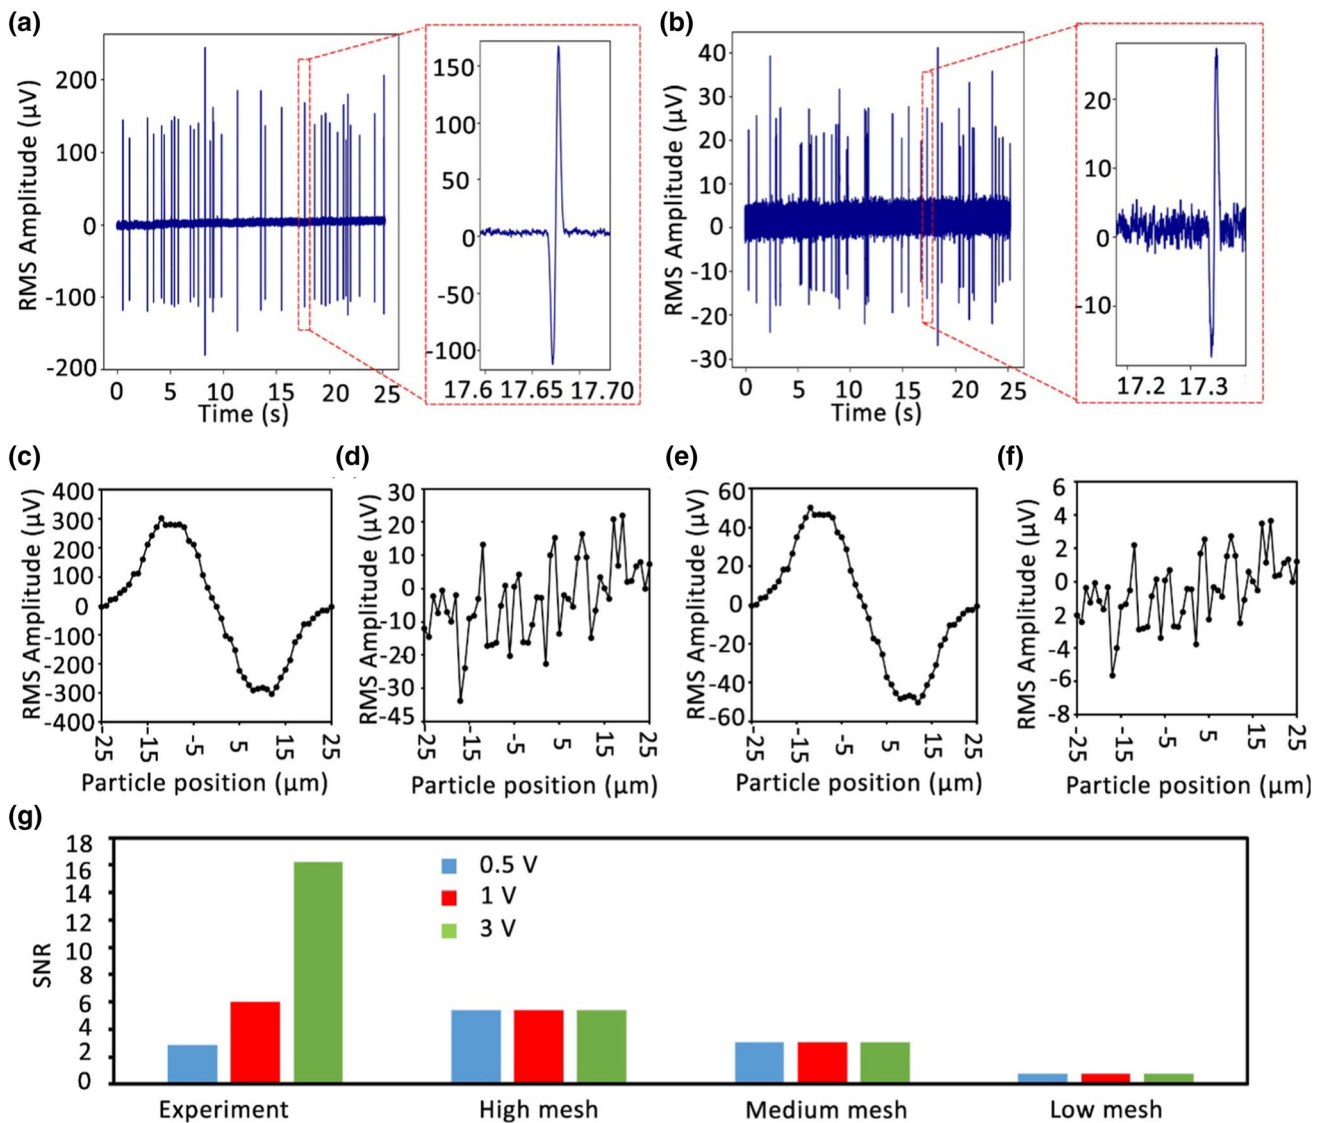 (a)
RMS Amplitude (µV)
200
100
0
-100
-200
0 5 10 15 20 25
Time (s)
150
100
50
0
-50
-100
17.6 17.65 17.70
(b)
RMS Amplitude (µV)
40
30
20
10
0
-10
-20
-30
0 5 10 15 20 25
Time (s)
20
10
0
-10
17.2 17.3
(c)
RMS Amplitude (µV)
400
300
200
100
0
-100
-200
-300
-400
-25 -15 -5 5 15 25
Particle position (µm)
(d)
RMS Amplitude (µV)
30
20
10
0
-10
-20
-30
-45
-25 -15 -5 5 15 25
Particle position (µm)
(e)
RMS Amplitude (µV)
60
40
20
0
-20
-40
-60
-25 -15 -5 5 15 25
Particle position (µm)
(f)
RMS Amplitude (µV)
6
4
2
0
2
-4
-6
-8
-25 -15 -5 5 15 25
Particle position (µm)
(g)
SNR
18
16
14
12
10
8
6
4
2
0
0.5 V
1 V
3 V
Experiment High mesh Medium mesh Low mesh